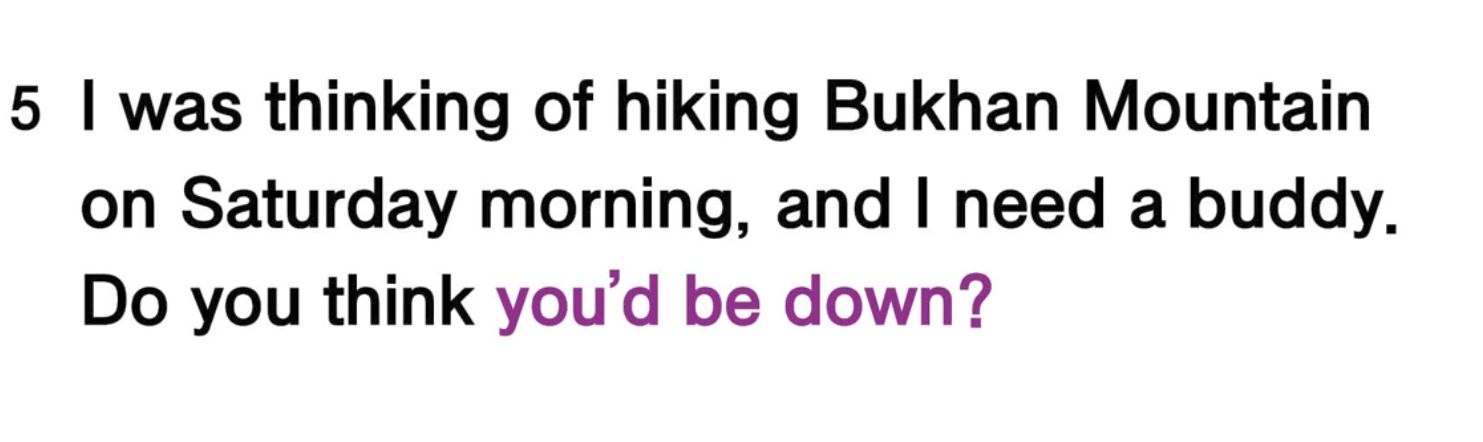 5 I was thinking of hiking Bukhan Mountain
on Saturday morning, and I need a buddy.
Do you think you’d be down?